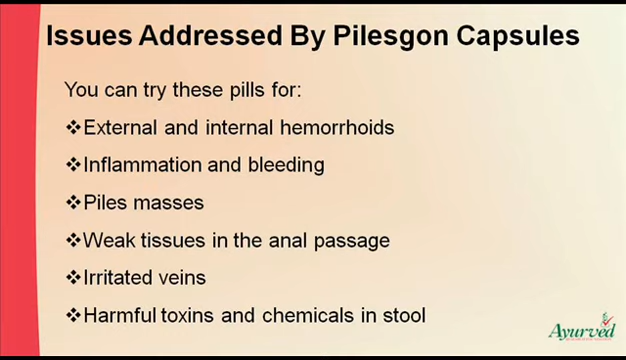 Issues Addressed By Pilesgon Capsules
You can try these pills for:
❖External and internal hemorrhoids
❖Inflammation and bleeding
❖Piles masses
❖Weak tissues in the anal passage
❖Irritated veins
❖Harmful toxins and chemicals in stool
Ayurved